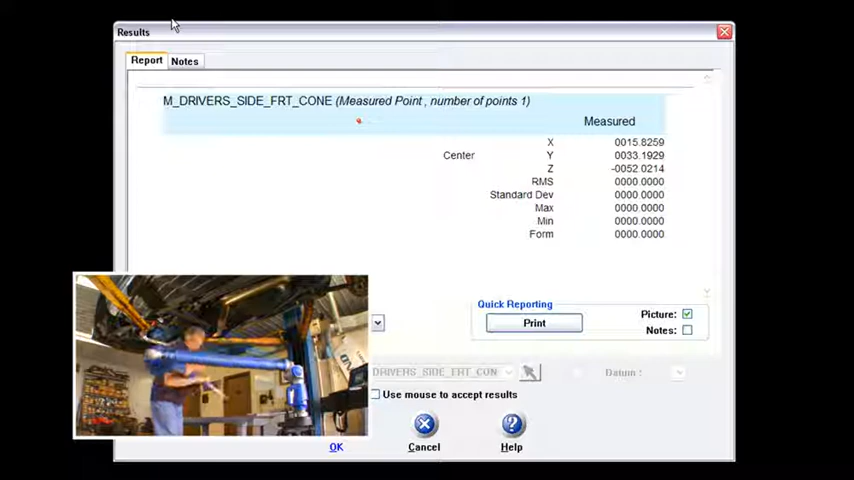 Results
Report Notes
M_DRIVERS_SIDE_FRT_CONE (Measured Point , number of points 1)
Measured
X 0015.8259
Center Y 0033.1929
Z -0052.0214
RMS 0000.0000
Standard Dev 0000.0000
Max 0000.0000
Min 0000.0000
Form 0000.0000
Quick Reporting
Print
Picture:
Notes:
DRIVERS_SIDE_FRT_CON Datum :
Use mouse to accept results
OK Cancel Help